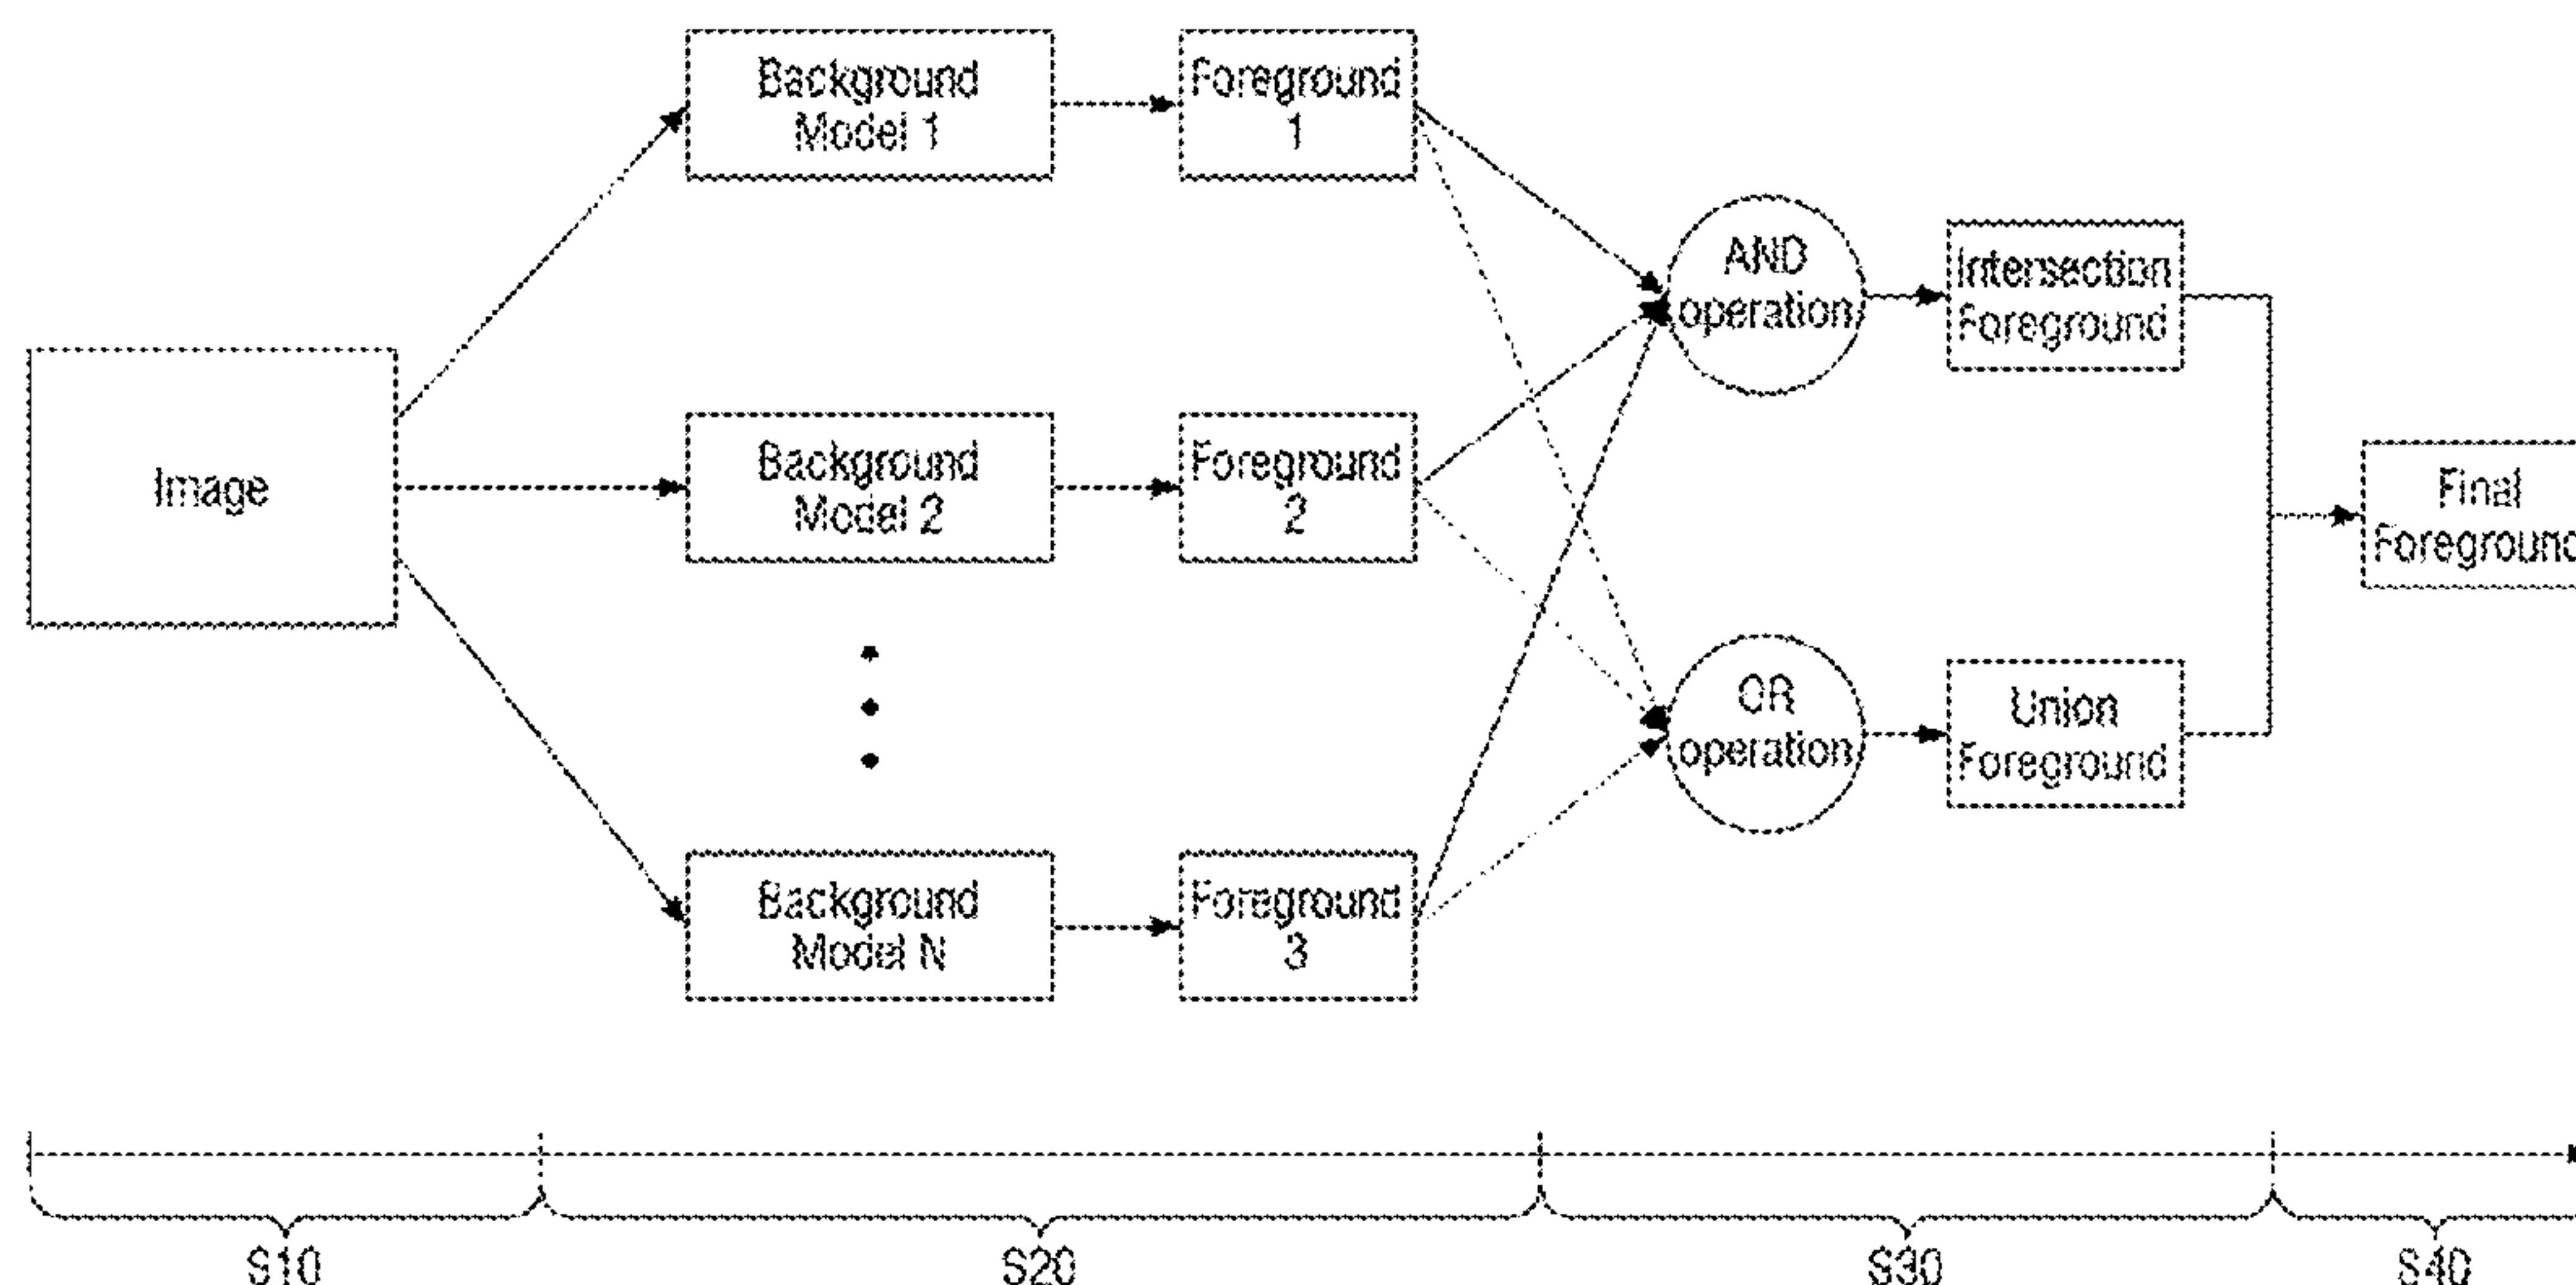 Background
Model 1
Foreground
1
AND
operation
Intersection
Foreground
Image
Background
Model 2
Foreground
2
Final
Foreground
OR
operation
Union
Foreground
Background
Model N
Foreground
3
S10
S20
S30
S40